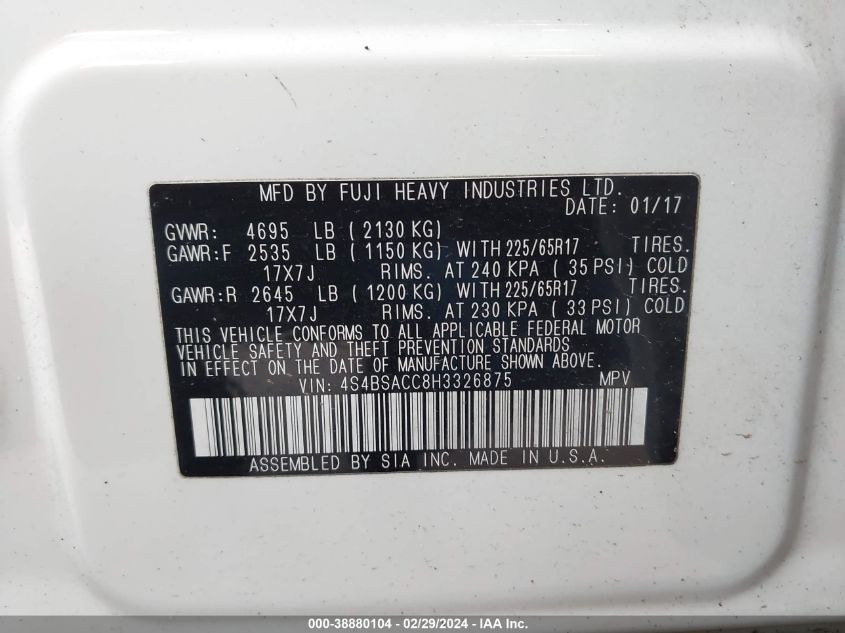 MFD BY FUJI HEAVY INDUSTRIES LTD.
DATE: 01/17
GVWR: 4695 LB ( 2130 KG)
GAWR:F 2535 LB ( 1150 KG) WITH 225/65R17 TIRES.
17X7J RIMS. AT 240 KPA ( 35 PSI) COLD
GAWR:R 2645 LB ( 1200 KG) WITH 225/65R17 TIRES.
17X7J RIMS. AT 230 KPA ( 33 PSI) COLD
THIS VEHICLE CONFORMS TO ALL APPLICABLE FEDERAL MOTOR
VEHICLE SAFETY AND THEFT PREVENTION STANDARDS
IN EFFECT ON THE DATE OF MANUFACTURE SHOWN ABOVE.
VIN: 4S4BSACC8H3326875 MPV
ASSEMBLED BY SIA INC. MADE IN U.S.A.
000-38880104 - 02/29/2024 - IAA Inc.